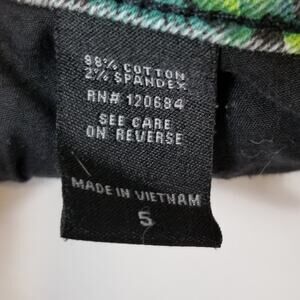 98% COTTON
2% SPANDEX
RN# 120684
SEE CARE
ON REVERSE
MADE IN VIETNAM
5